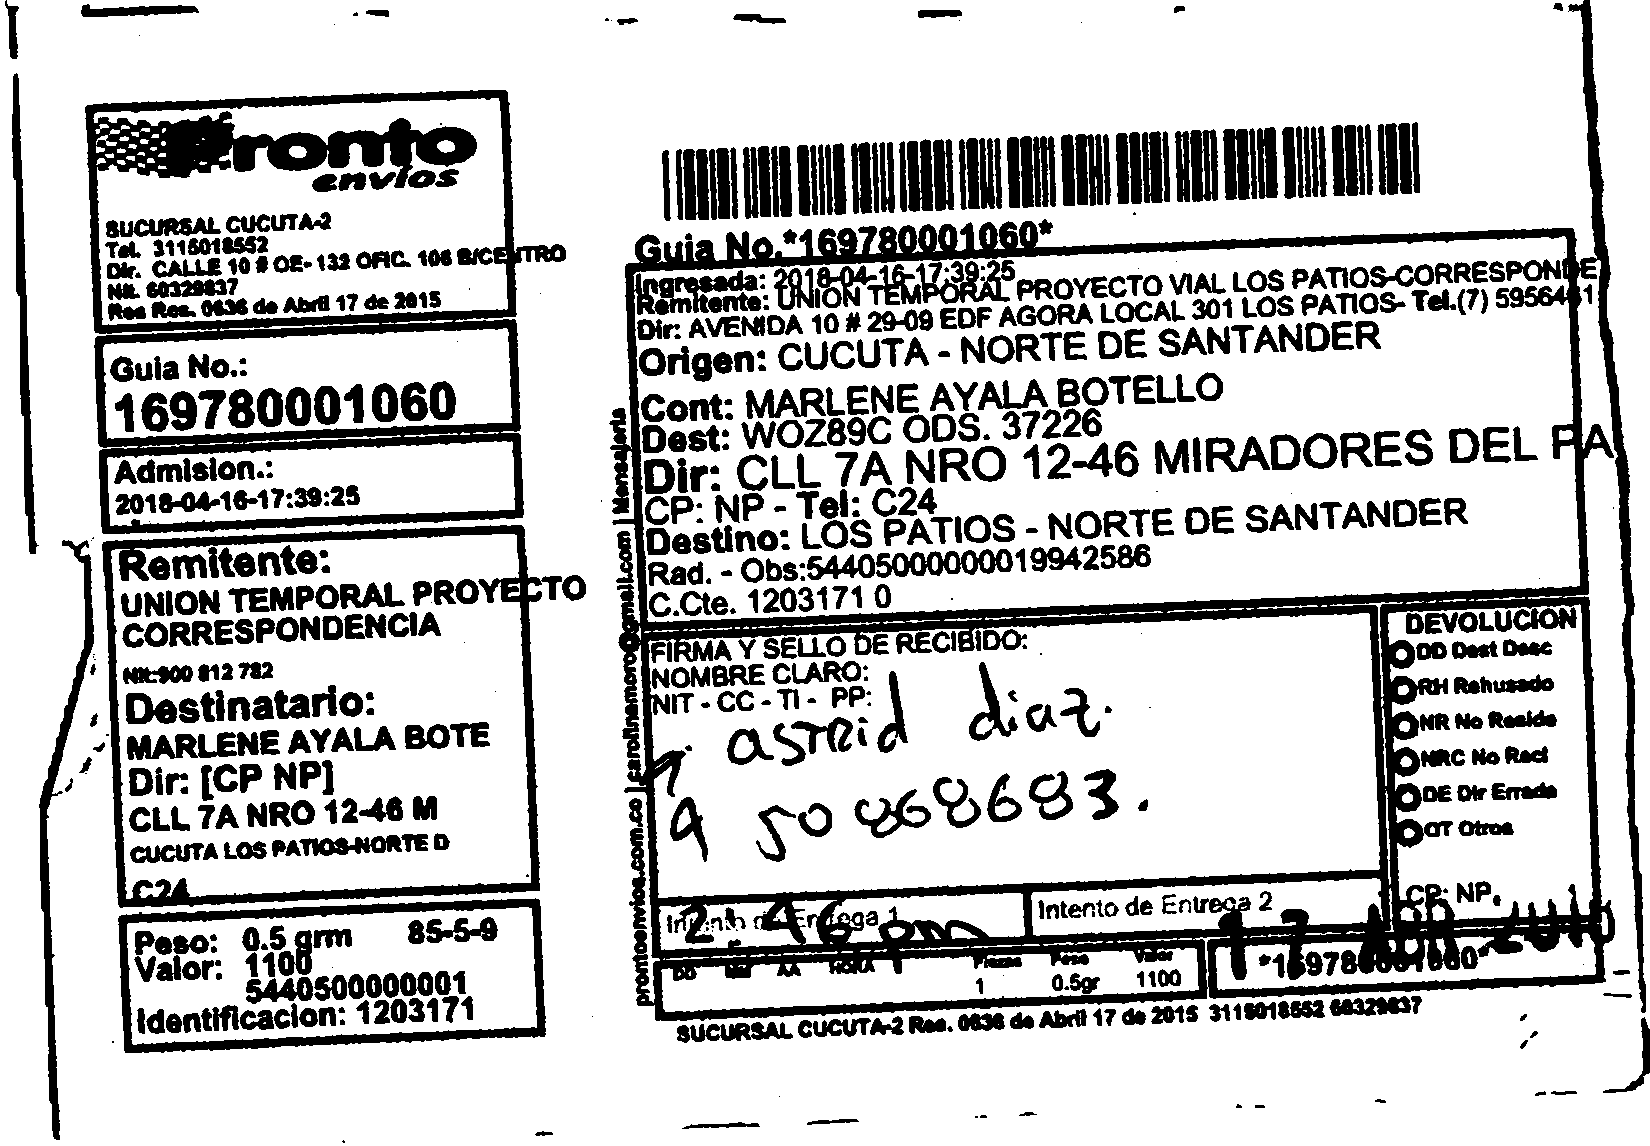 Pronto
envíos
SUCURSAL CUCUTA-2
Tel. 3115018552
Dir. CALLE 10 # OE- 132 OFIC. 106 B/CENTRO
Nit. 60329837
Res Res. 0636 de Abril 17 de 2015
Guia No.:
169780001060
Admision.:
2018-04-16-17:39:25
Remitente:
UNION TEMPORAL PROYECTO
CORRESPONDENCIA
Nit:900 812 782
Destinatario:
MARLENE AYALA BOTE
Dir: [CP NP]
CLL 7A NRO 12-46 M
CUCUTA LOS PATIOS-NORTE D
C24
Peso: 0.5 grm 85-5-9
Valor: 1100
5440500000001
Identificacion: 1203171
prontoenvios.com.co | carolinamoro@gmail.com | Mensajeria
Guia No.*169780001060*
Ingresada: 2018-04-16-17:39:25
Remitente: UNION TEMPORAL PROYECTO VIAL LOS PATIOS-CORRESPONDE
Dir: AVENIDA 10 # 29-09 EDF AGORA LOCAL 301 LOS PATIOS- Tel.(7) 5956481
Origen: CUCUTA - NORTE DE SANTANDER
Cont: MARLENE AYALA BOTELLO
Dest: WOZ89C ODS. 37226
Dir: CLL 7A NRO 12-46 MIRADORES DEL PA
CP: NP - Tel: C24
Destino: LOS PATIOS - NORTE DE SANTANDER
Rad. - Obs:54405000000019942586
C.Cte. 1203171 0
FIRMA Y SELLO DE RECIBIDO:
NOMBRE CLARO:
NIT - CC - TI - PP:
astrid diaz.
50868683.
DEVOLUCION
DD Dest Desc
RH Rehusado
NR No Reside
NRC No Recl
DE Dir Errada
OT Otros
CP: NP.
Intento de Entrega 1
2:46 pm
Intento de Entrega 2
17 ABR 2018
DD MM AA HORA
Piezas Peso Valor
1 0.5gr 1100
*169780001060*
SUCURSAL CUCUTA-2 Res. 0636 de Abril 17 de 2015 3115018552 60329837